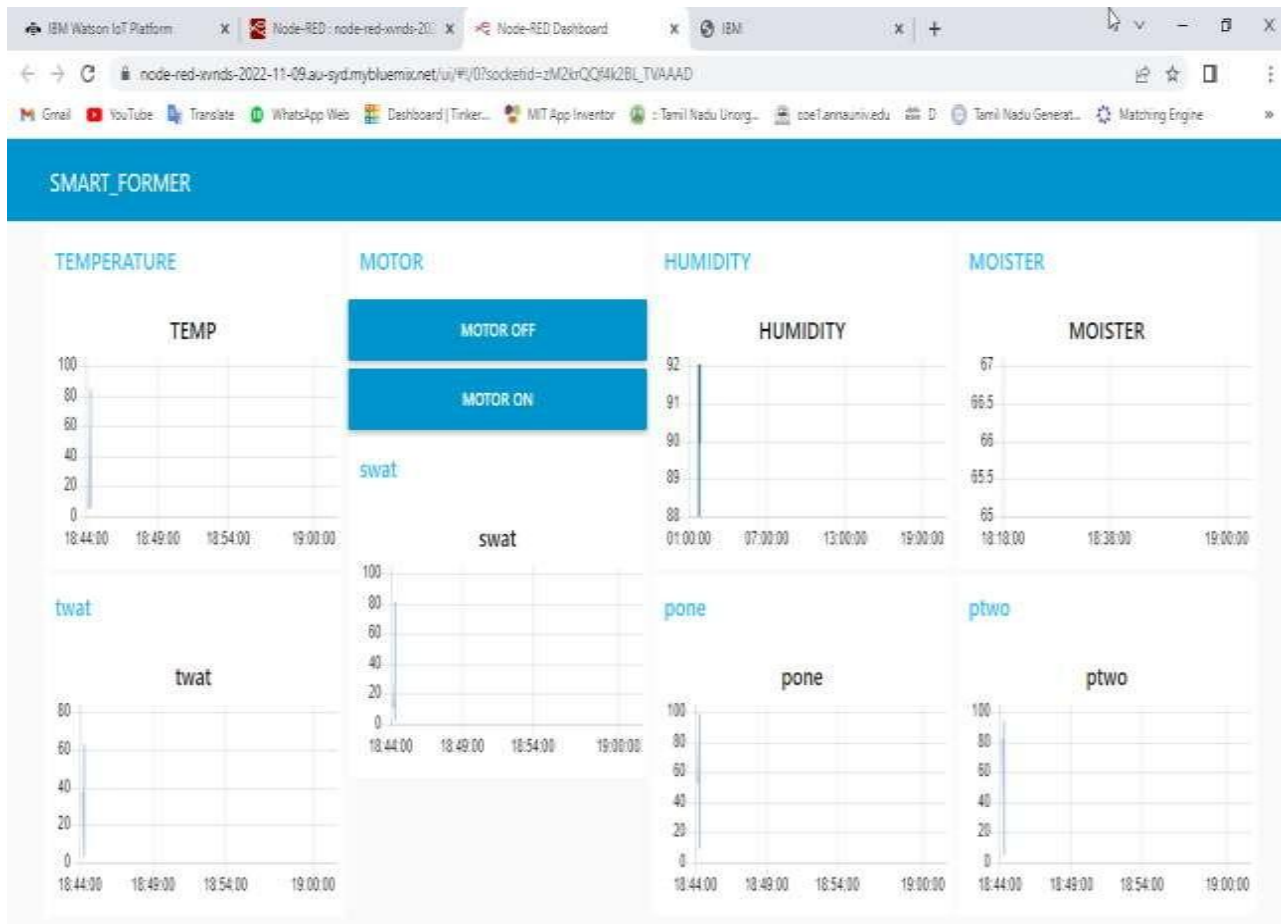 IBM Watson IoT Platform
Node-RED : node-red-xvnds-202
Node-RED Dashboard
IBM
node-red-xvnds-2022-11-09.au-syd.mybluemix.net/ui/#!/0?socketid=zM2krQQf4k2BL_TVAAAD
Gmail YouTube Translate WhatsApp Web Dashboard | Tinker... MIT App Inventor :: Tamil Nadu Unorg... coe1.annauniv.edu D Tamil Nadu Generat... Matching Engine
SMART_FORMER
TEMPERATURE
TEMP
100
80
60
40
20
0
18:44:00 18:49:00 18:54:00 19:00:00
twat
twat
80
60
40
20
0
18:44:00 18:49:00 18:54:00 19:00:00
MOTOR
MOTOR OFF
MOTOR ON
swat
swat
100
80
60
40
20
0
18:44:00 18:49:00 18:54:00 19:00:00
HUMIDITY
HUMIDITY
92
91
90
89
88
01:00:00 07:00:00 13:00:00 19:00:00
pone
pone
100
80
60
40
20
0
18:44:00 18:49:00 18:54:00 19:00:00
MOISTER
MOISTER
67
66.5
66
65.5
65
18:18:00 18:38:00 19:00:00
ptwo
ptwo
100
80
60
40
20
0
18:44:00 18:49:00 18:54:00 19:00:00